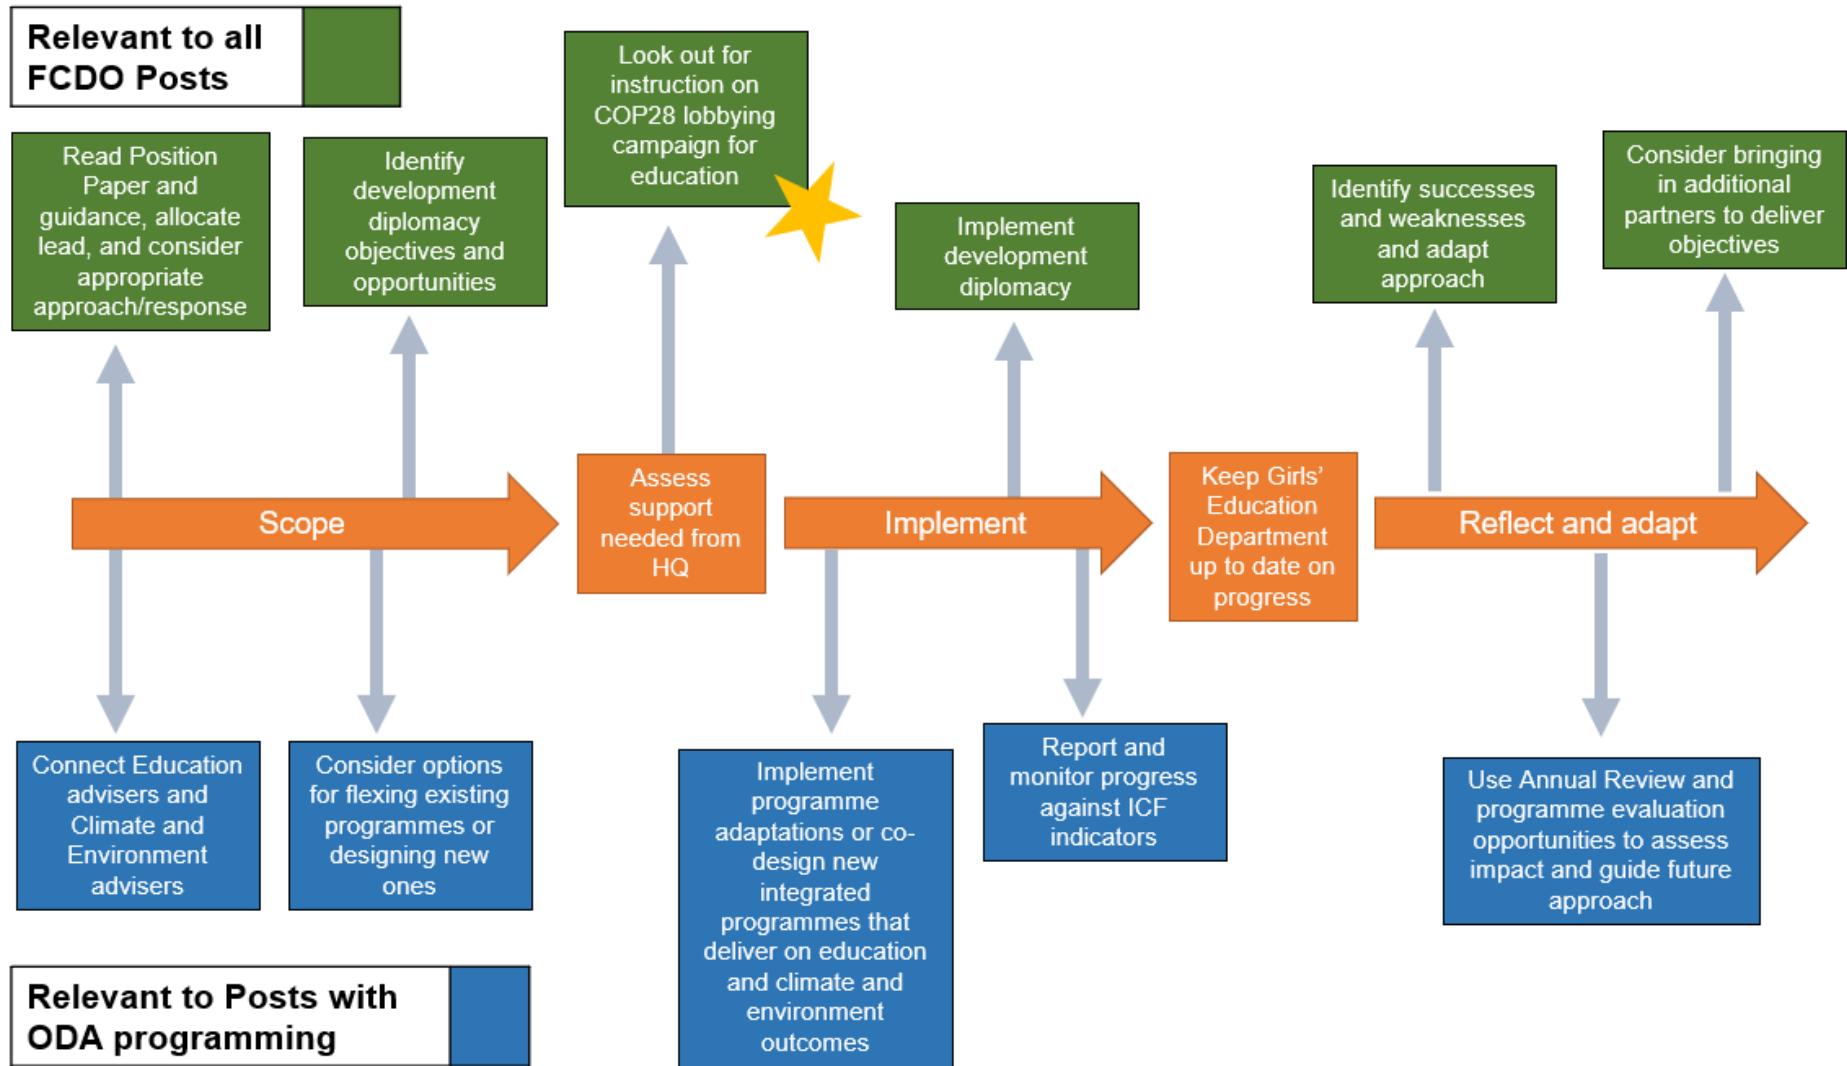 Relevant to all
FCDO Posts
Read Position
Paper and
guidance, allocate
lead, and consider
appropriate
approach/response
Identify
development
diplomacy
objectives and
opportunities
Look out for
instruction on
COP28 lobbying
campaign for
education
Implement
development
diplomacy
Identify successes
and weaknesses
and adapt
approach
Consider bringing
in additional
partners to deliver
objectives
Scope
Assess
support
needed from
HQ
Implement
Keep Girls’
Education
Department
up to date on
progress
Reflect and adapt
Connect Education
advisers and
Climate and
Environment
advisers
Consider options
for flexing existing
programmes or
designing new
ones
Implement
programme
adaptations or co-
design new
integrated
programmes that
deliver on education
and climate and
environment
outcomes
Report and
monitor progress
against ICF
indicators
Use Annual Review and
programme evaluation
opportunities to assess
impact and guide future
approach
Relevant to Posts with
ODA programming